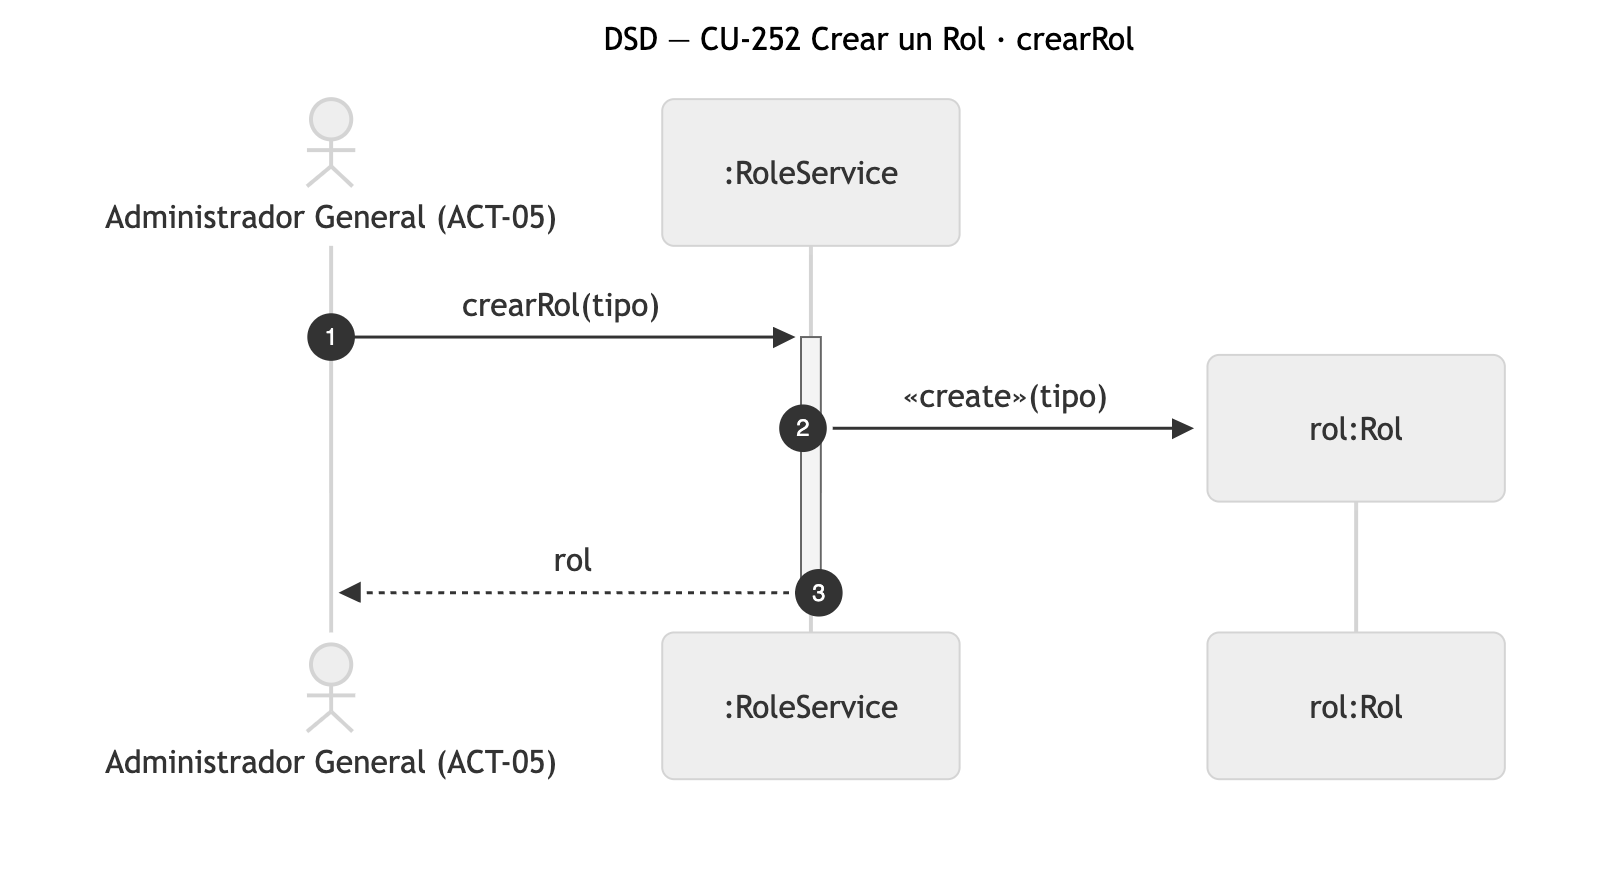 DSD — CU-252 Crear un Rol · crearRol
:RoleService
Administrador General (ACT-05)
crearRol(tipo)
1
«create»(tipo)
2
rol:Rol
rol
3
:RoleService
rol:Rol
Administrador General (ACT-05)